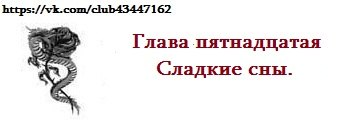 https://vk.com/club43447162
Глава пятнадцатая
Сладкие сны.